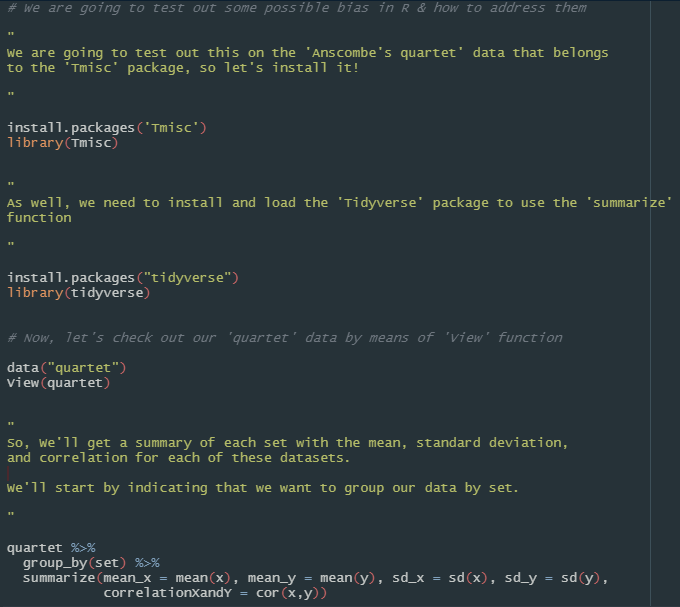 # We are going to test out some possible bias in R & how to address them
"
We are going to test out this on the 'Anscombe's quartet' data that belongs
to the 'Tmisc' package, so let's install it!
"
install.packages('Tmisc')
library(Tmisc)
"
As well, we need to install and load the 'Tidyverse' package to use the 'summarize'
function
"
install.packages("tidyverse")
library(tidyverse)
# Now, let's check out our 'quartet' data by means of 'View' function
data("quartet")
View(quartet)
"
So, We'll get a summary of each set with the mean, standard deviation,
and correlation for each of these datasets.
We'll start by indicating that we want to group our data by set.
"
quartet %>%
  group_by(set) %>%
  summarize(mean_x = mean(x), mean_y = mean(y), sd_x = sd(x), sd_y = sd(y),
            correlationXandY = cor(x,y))